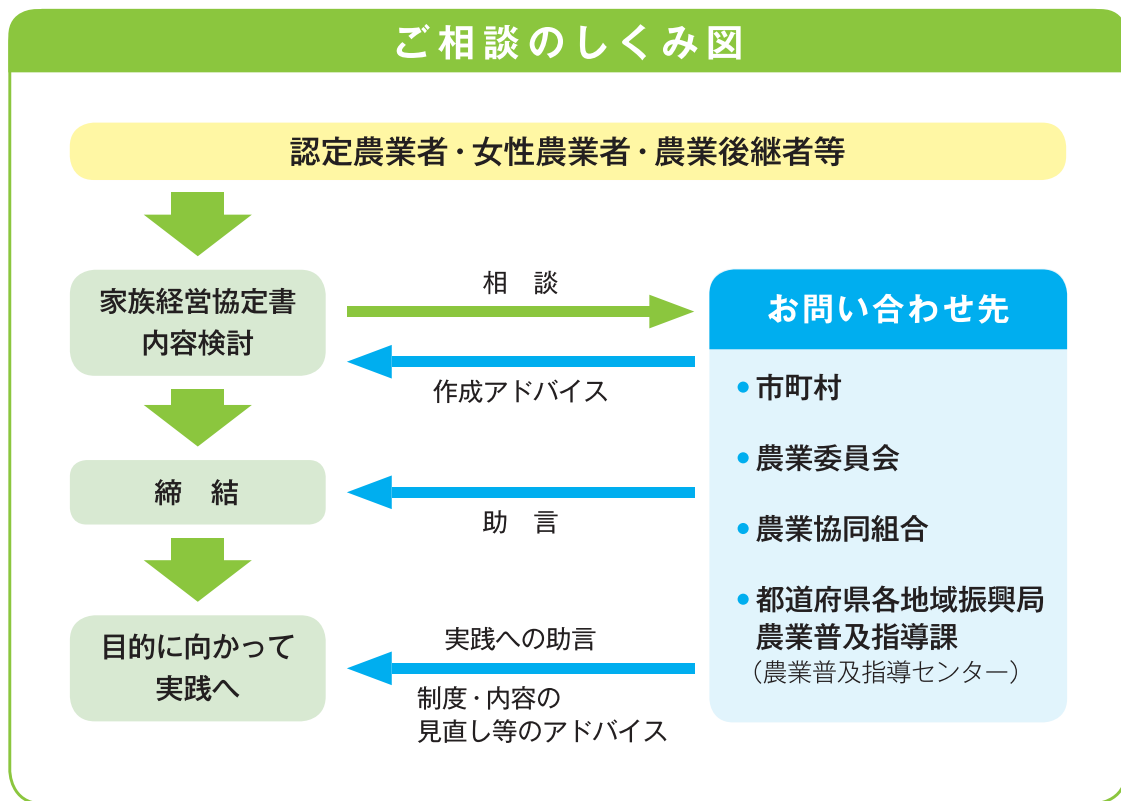 ご相談のしくみ図
認定農業者・女性農業者・農業後継者等
家族経営協定書
内容検討
相　談
作成アドバイス
締　結
助　言
目的に向かって
実践へ
実践への助言
制度・内容の
見直し等のアドバイス
お問い合わせ先
• 市町村
• 農業委員会
• 農業協同組合
• 都道府県各地域振興局
農業普及指導課
（農業普及指導センター）